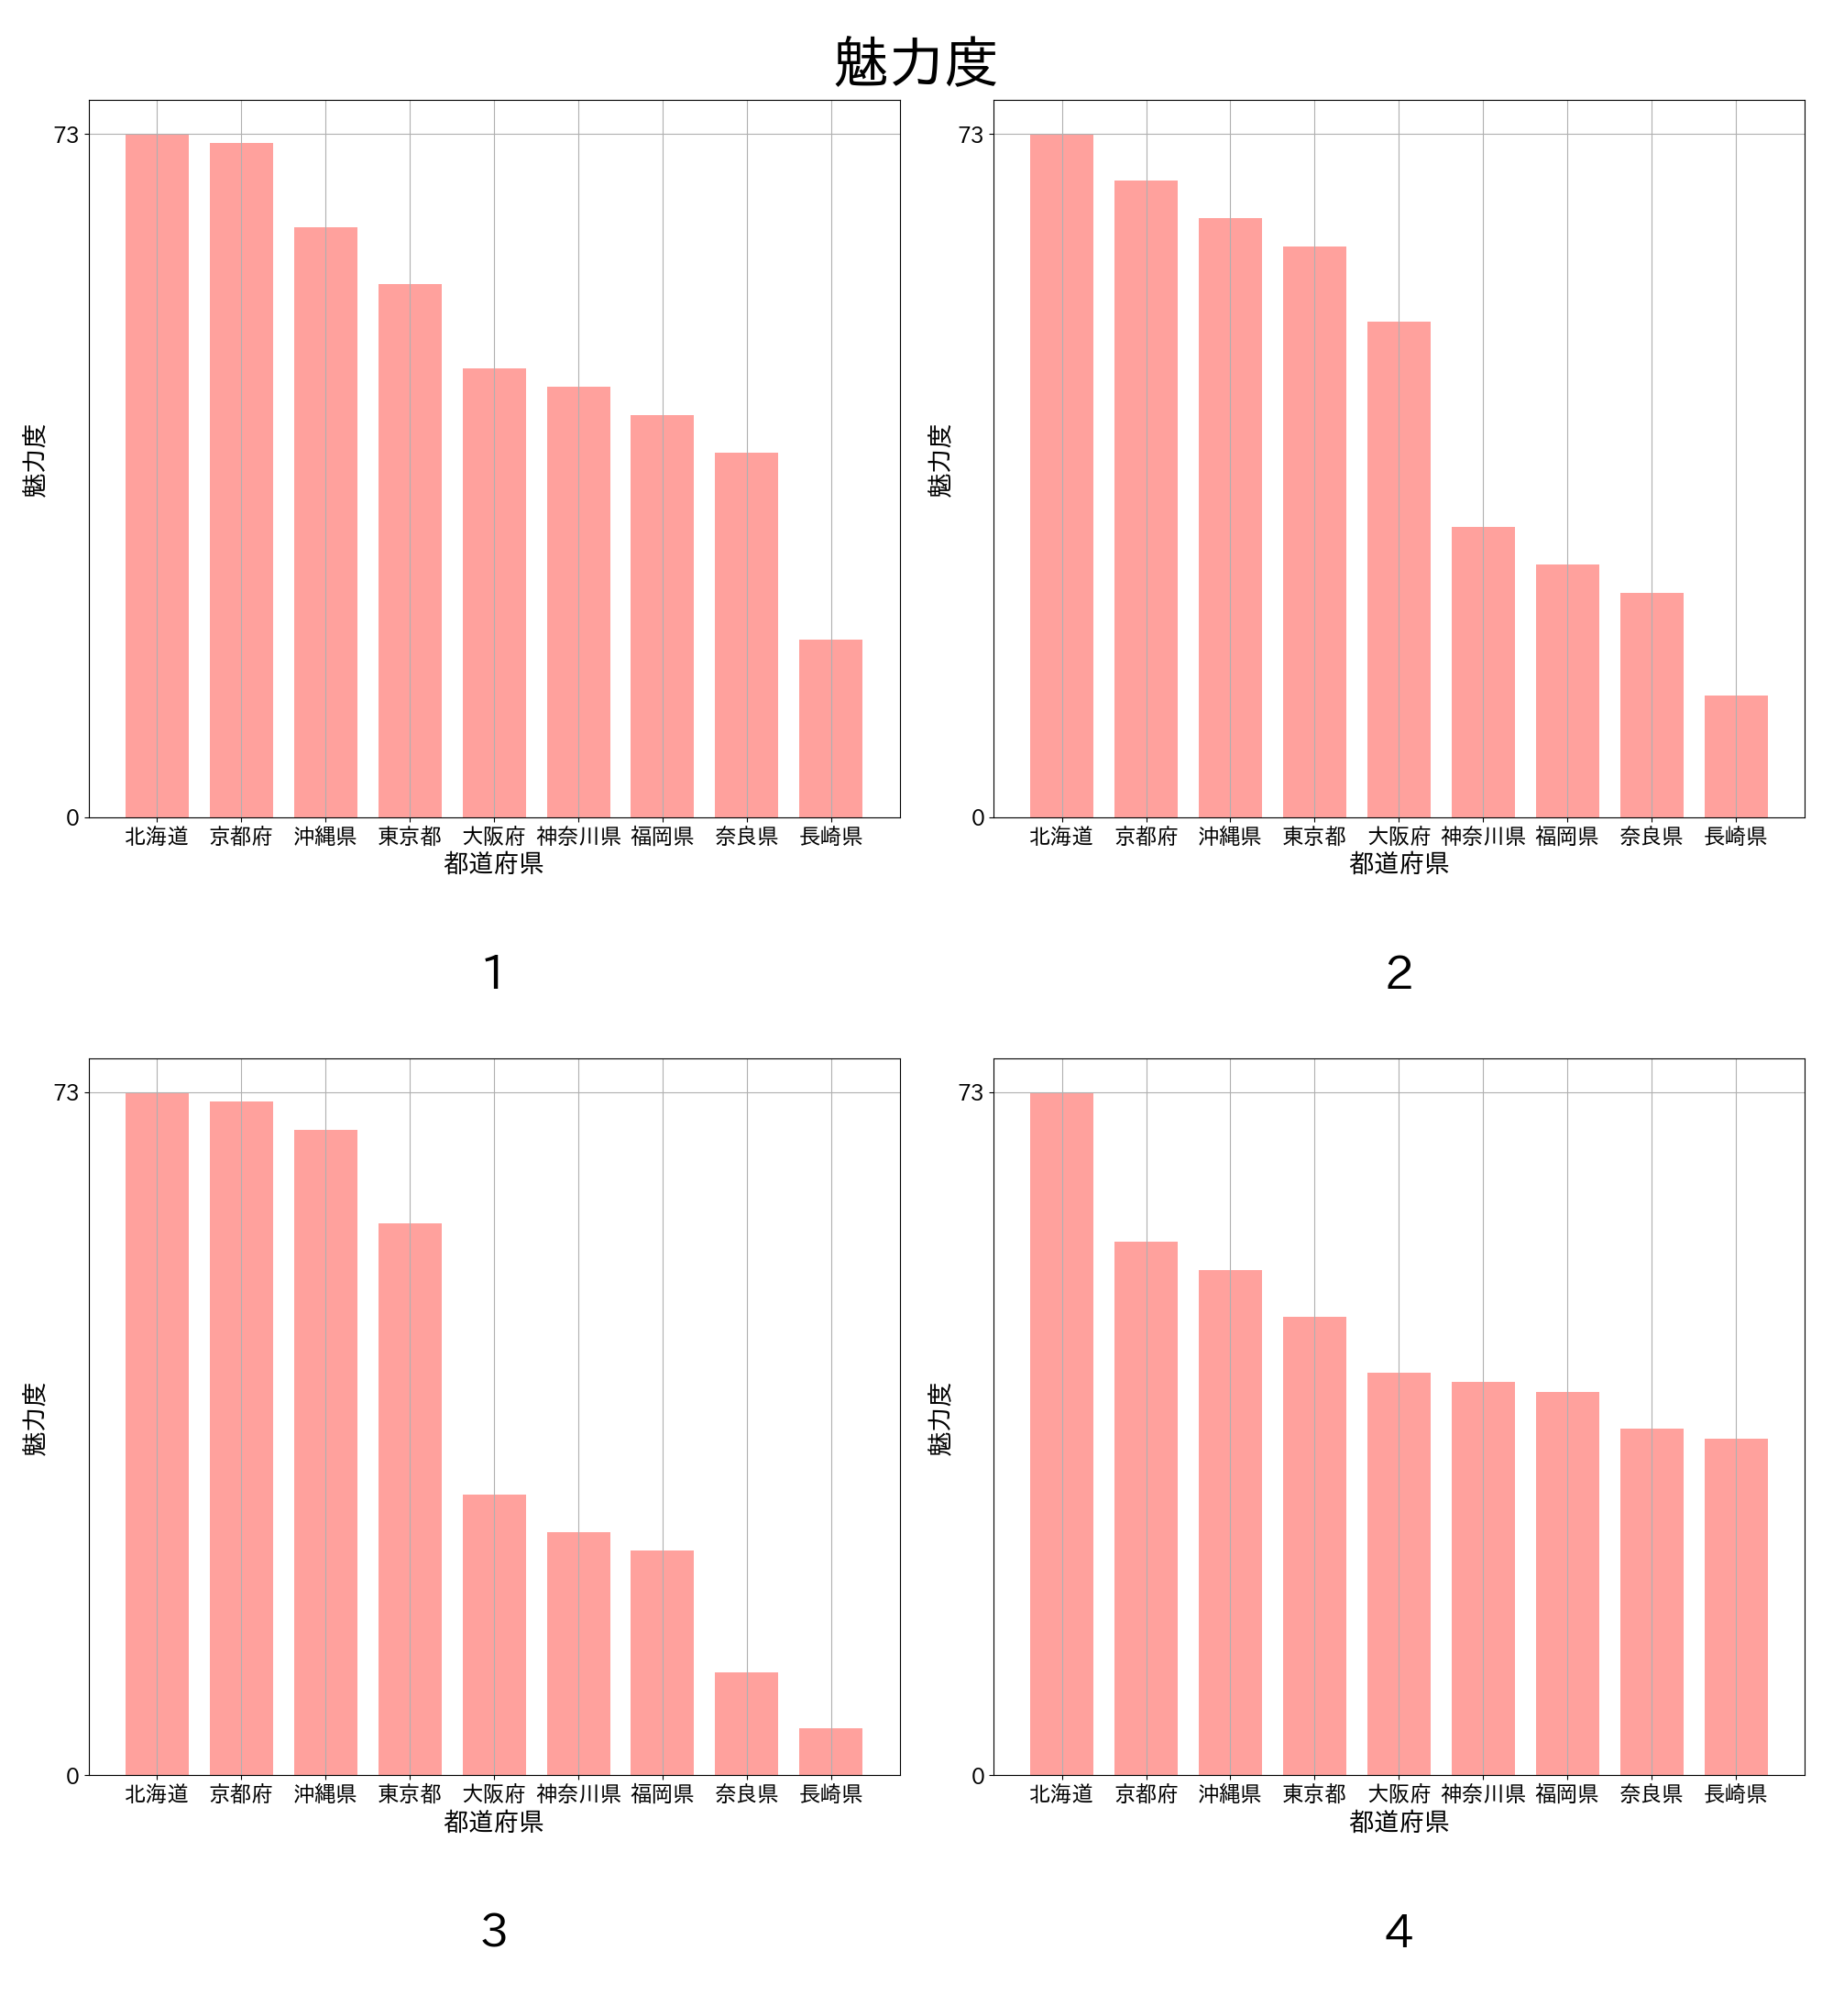 魅力度
73
0
魅力度
北海道 京都府 沖縄県 東京都 大阪府 神奈川県 福岡県 奈良県 長崎県
都道府県
1
73
0
魅力度
北海道 京都府 沖縄県 東京都 大阪府 神奈川県 福岡県 奈良県 長崎県
都道府県
2
73
0
魅力度
北海道 京都府 沖縄県 東京都 大阪府 神奈川県 福岡県 奈良県 長崎県
都道府県
3
73
0
魅力度
北海道 京都府 沖縄県 東京都 大阪府 神奈川県 福岡県 奈良県 長崎県
都道府県
4